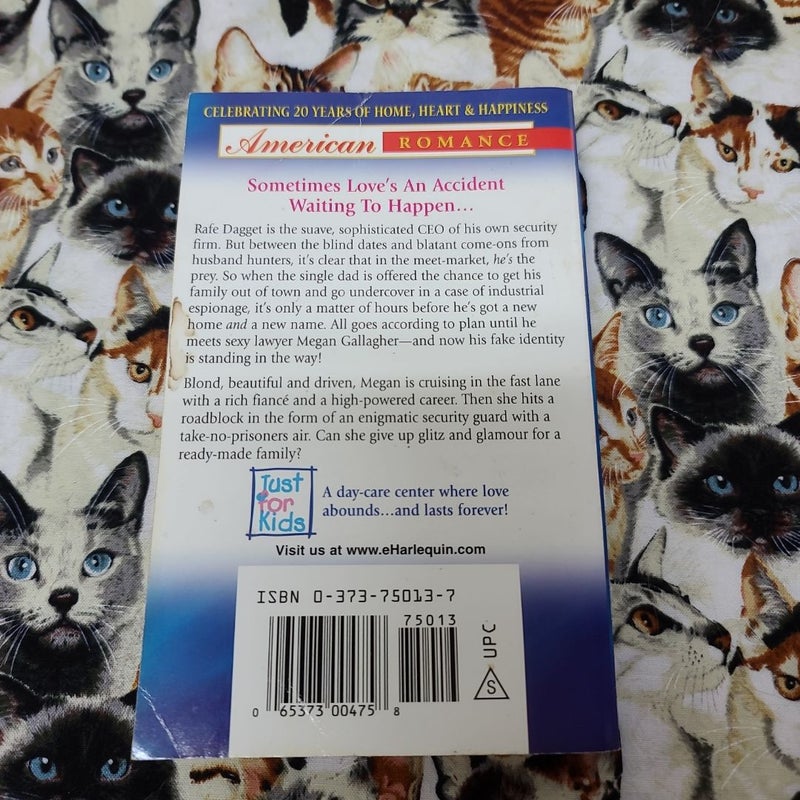 CELEBRATING 20 YEARS OF HOME, HEART & HAPPINESS
American ROMANCE
Sometimes Love's An Accident
Waiting To Happen...
Rafe Dagget is the suave, sophisticated CEO of his own security
firm. But between the blind dates and blatant come-ons from
husband hunters, it's clear that in the meet-market, he's the
prey. So when the single dad is offered the chance to get his
family out of town and go undercover in a case of industrial
espionage, it's only a matter of hours before he's got a new
home and a new name. All goes according to plan until he
meets sexy lawyer Megan Gallagher—and now his fake identity
is standing in the way!
Blond, beautiful and driven, Megan is cruising in the fast lane
with a rich fiancé and a high-powered career. Then she hits a
roadblock in the form of an enigmatic security guard with a
take-no-prisoners air. Can she give up glitz and glamour for a
ready-made family?
Just
for
Kids
A day-care center where love
abounds...and lasts forever!
Visit us at www.eHarlequin.com
ISBN 0-373-75013-7
75013
UPC
S
0 65373 00475 8